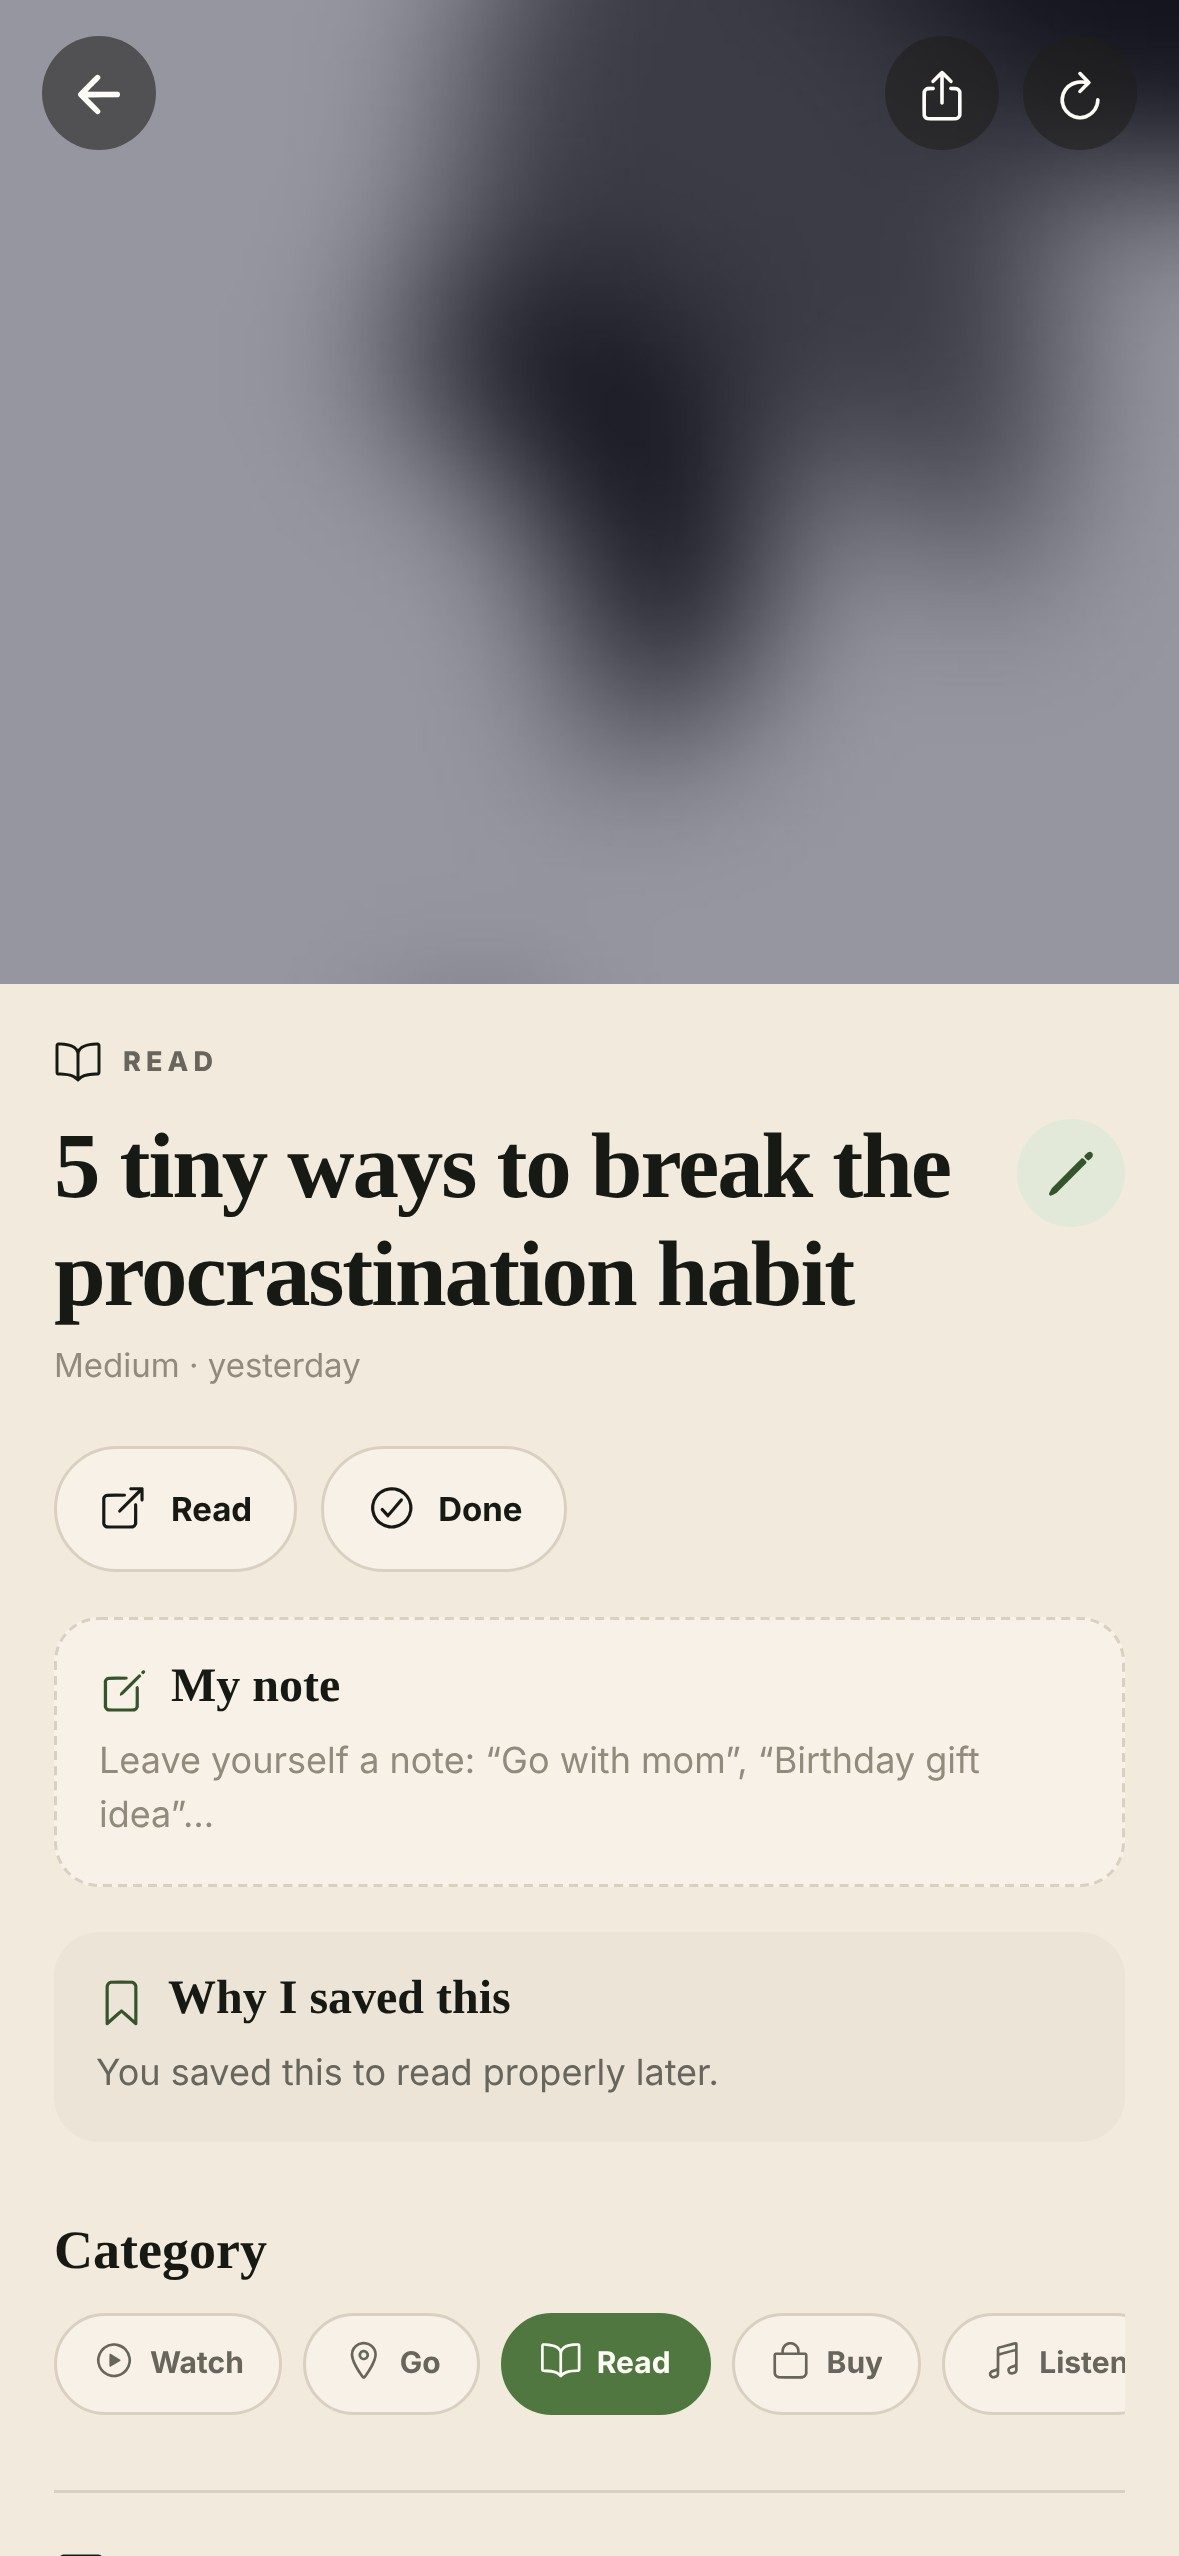 READ
5 tiny ways to break the
procrastination habit
Medium · yesterday
Read
Done
My note
Leave yourself a note: “Go with mom”, “Birthday gift
idea”...
Why I saved this
You saved this to read properly later.
Category
Watch
Go
Read
Buy
Listen